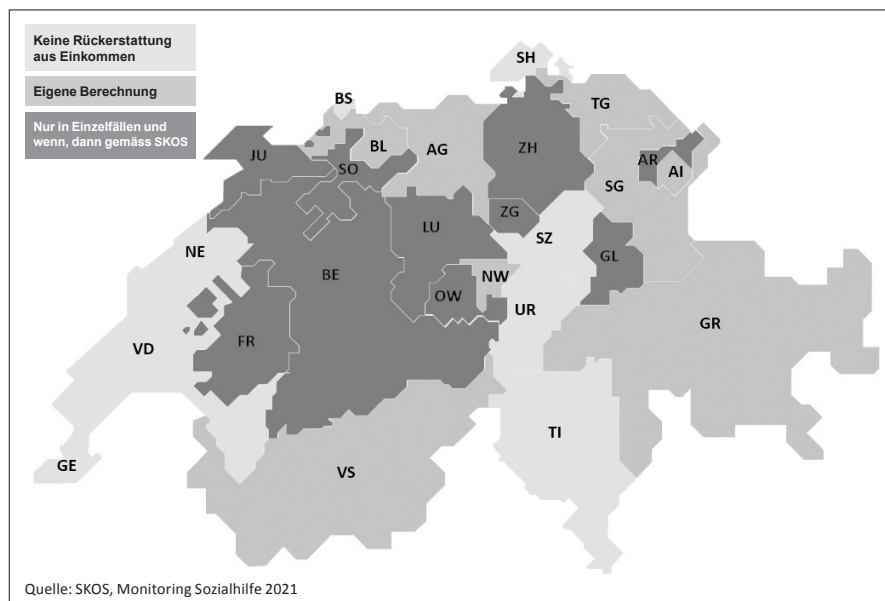 Keine Rückerstattung
aus Einkommen
Eigene Berechnung
Nur in Einzelfällen und
wenn, dann gemäss SKOS
SH
BS
TG
BL
AG
ZH
JU
SO
AR
AI
SG
ZG
LU
SZ
NE
GL
BE
NW
OW
UR
GR
FR
VD
TI
GE
VS
Quelle: SKOS, Monitoring Sozialhilfe 2021